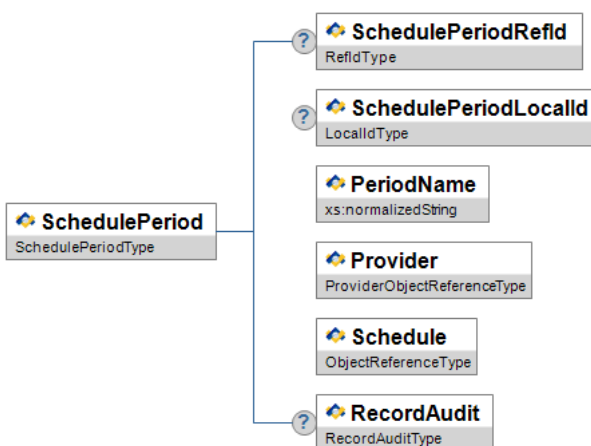 ?
SchedulePeriodRefId
RefIdType
?
SchedulePeriodLocalId
LocalIdType
PeriodName
xs:normalizedString
SchedulePeriod
SchedulePeriodType
Provider
ProviderObjectReferenceType
Schedule
ObjectReferenceType
?
RecordAudit
RecordAuditType